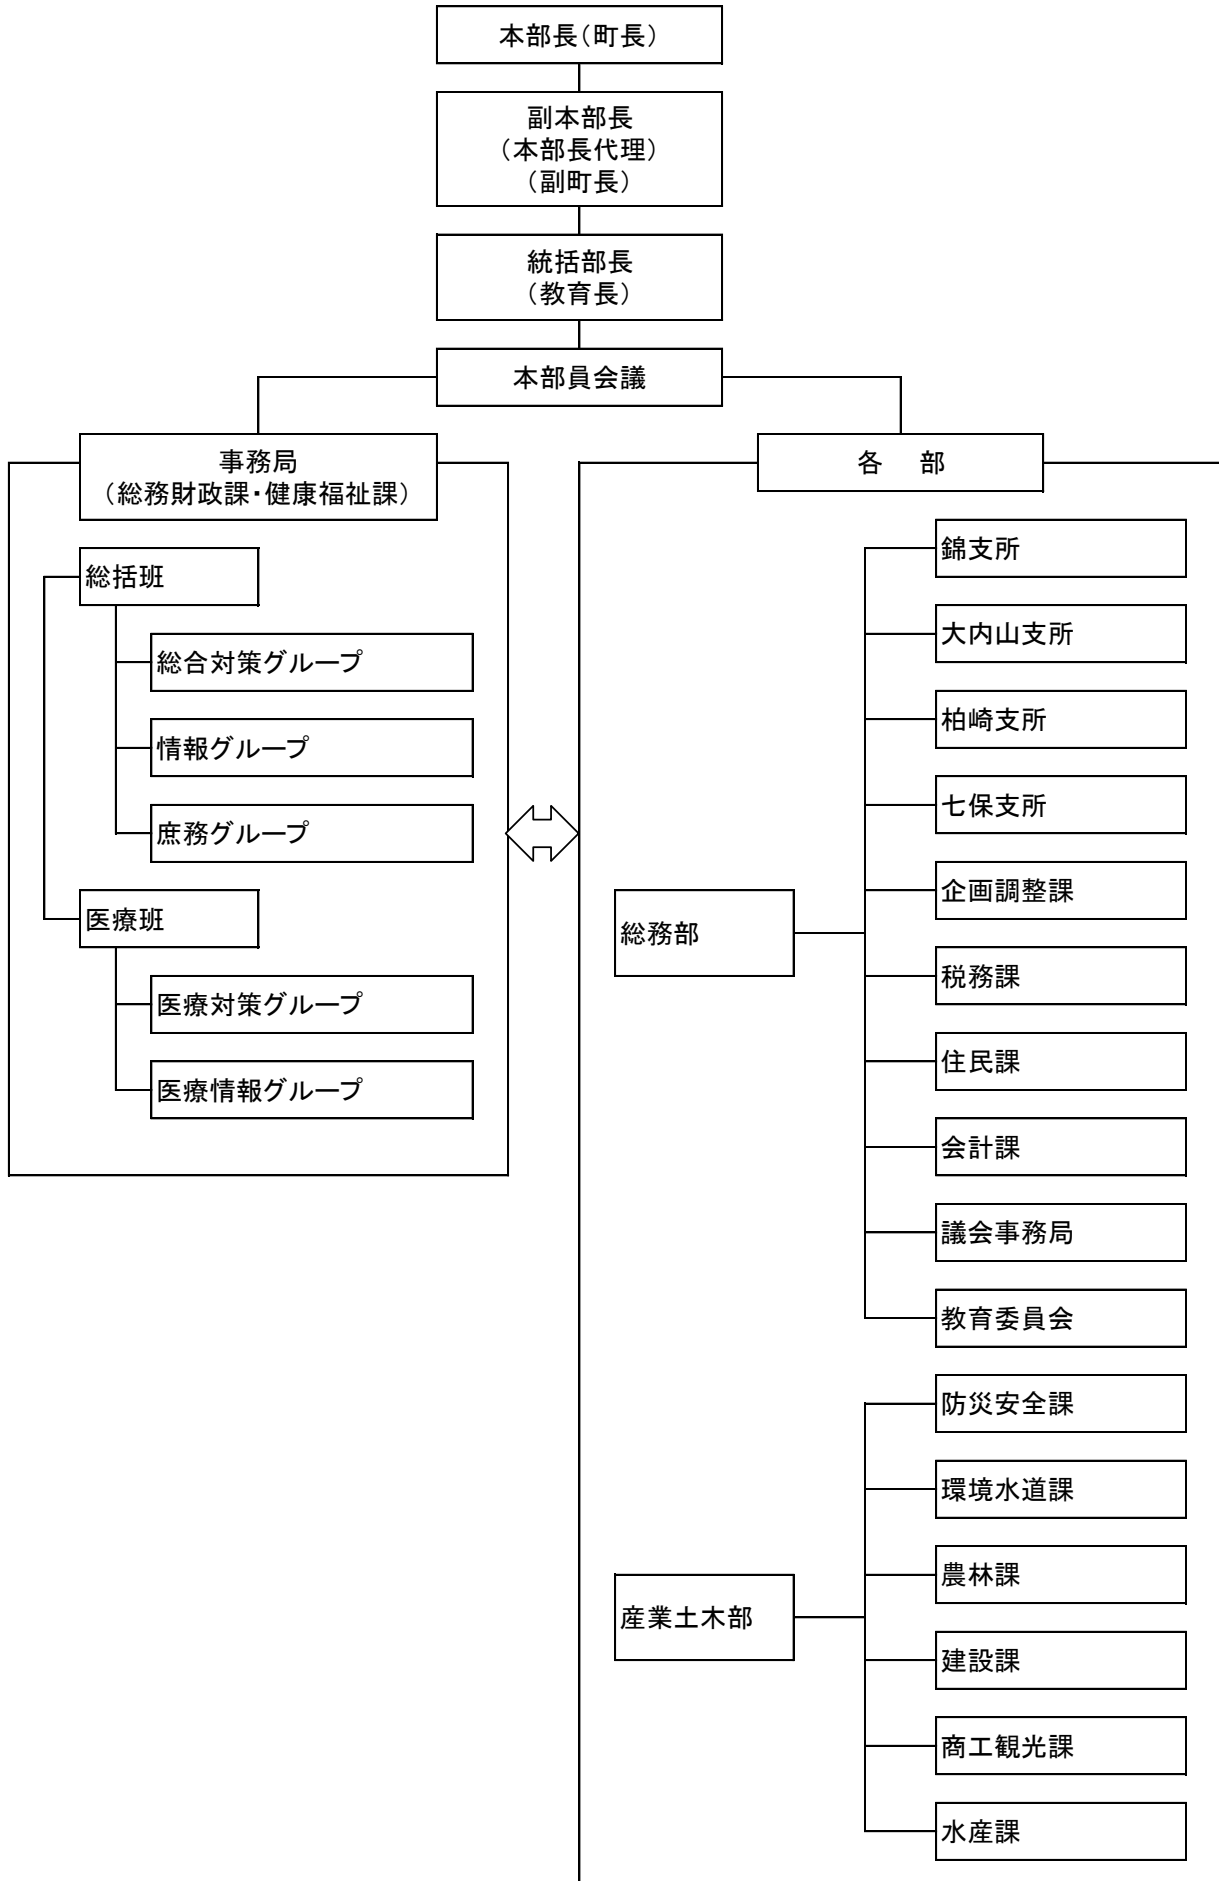 本部長（町長）
副本部長
（本部長代理）
（副町長）
統括部長
（教育長）
本部員会議
事務局
（総務財政課・健康福祉課）
総括班
総合対策グループ
情報グループ
庶務グループ
医療班
医療対策グループ
医療情報グループ
各　部
総務部
錦支所
大内山支所
柏崎支所
七保支所
企画調整課
税務課
住民課
会計課
議会事務局
教育委員会
産業土木部
防災安全課
環境水道課
農林課
建設課
商工観光課
水産課